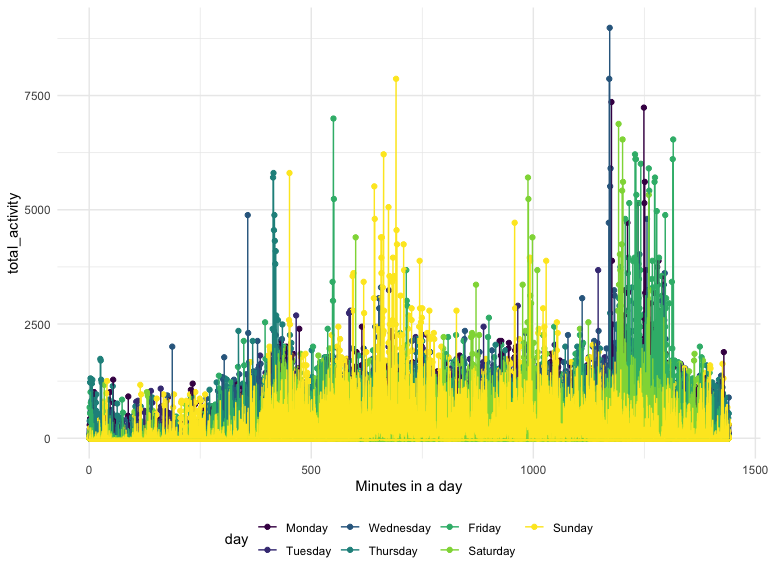 7500
5000
2500
0
total_activity
0 500 1000 1500
Minutes in a day
day Monday Wednesday Friday Sunday
Tuesday Thursday Saturday